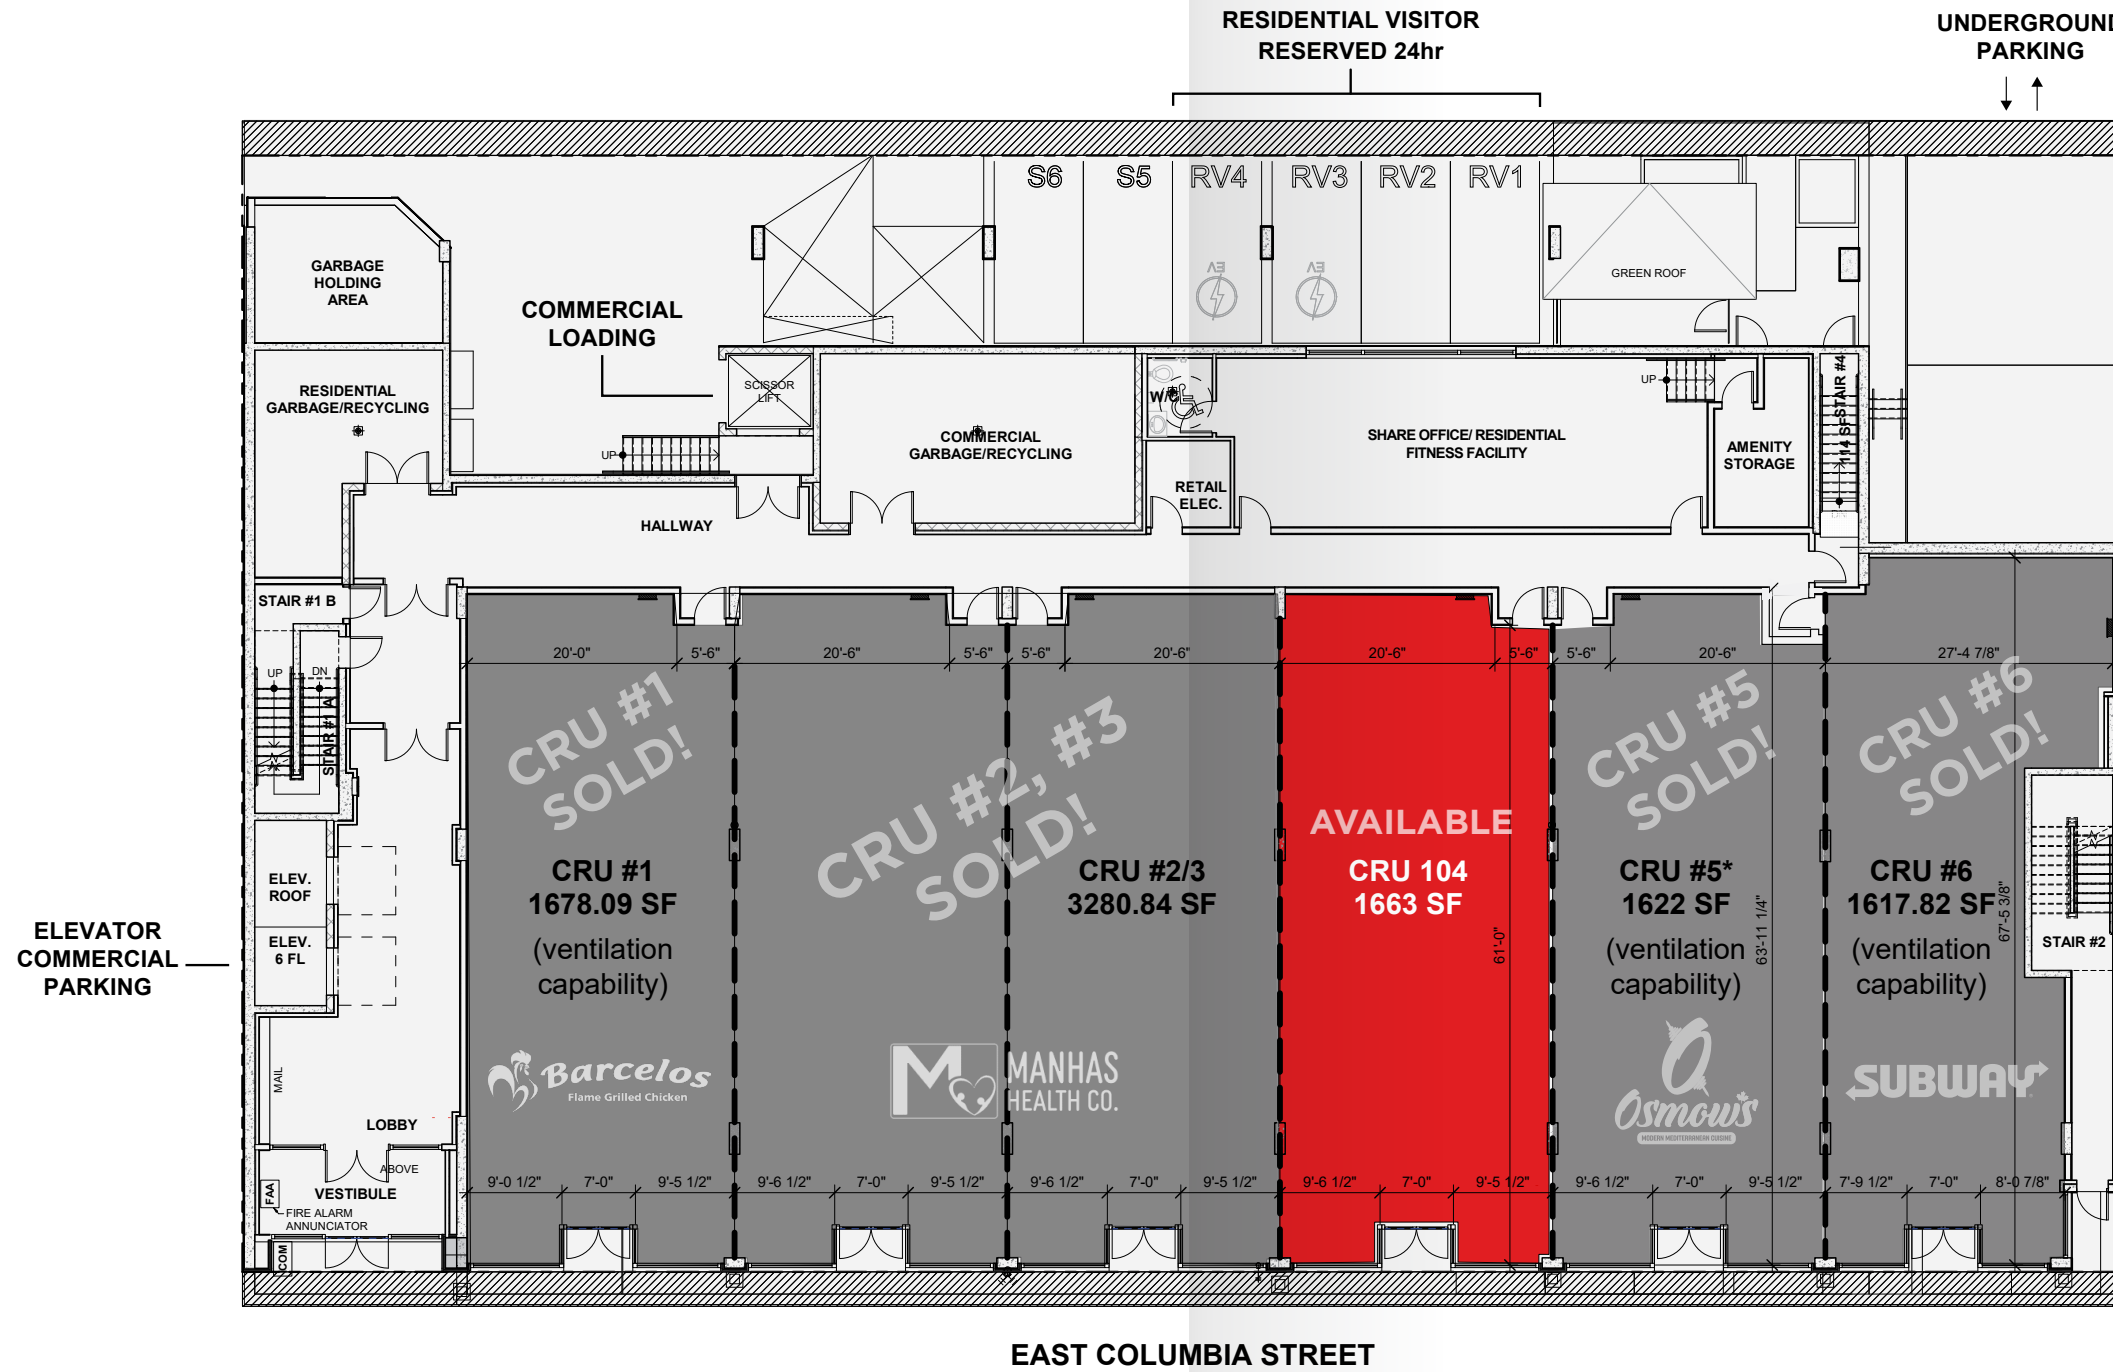 RESIDENTIAL VISITOR
RESERVED 24hr
UNDERGROUND
PARKING
S6
S5
RV4
RV3
RV2
RV1
EV
EV
GREEN ROOF
GARBAGE
HOLDING
AREA
COMMERCIAL
LOADING
RESIDENTIAL
GARBAGE/RECYCLING
SCISSOR
LIFT
UP
COMMERCIAL
GARBAGE/RECYCLING
W/C
RETAIL
ELEC.
SHARE OFFICE/ RESIDENTIAL
FITNESS FACILITY
UP
AMENITY
STORAGE
STAIR #4
114 SF
HALLWAY
STAIR #1 B
UP
DN
STAIR #1 A
20'-0"
5'-6"
20'-6"
5'-6"
5'-6"
20'-6"
20'-6"
5'-6"
5'-6"
20'-6"
27'-4 7/8"
CRU #1
SOLD!
CRU #2, #3
SOLD!
CRU #5
SOLD!
CRU #6
SOLD!
AVAILABLE
CRU #1
1678.09 SF
(ventilation
capability)
CRU #2/3
3280.84 SF
CRU 104
1663 SF
61'-0"
CRU #5*
1622 SF
(ventilation
capability)
63'-11 1/4"
CRU #6
1617.82 SF
(ventilation
capability)
67'-5 3/8"
STAIR #2
ELEV.
ROOF
ELEV.
6 FL
ELEVATOR
COMMERCIAL
PARKING
MAIL
LOBBY
Barcelos
Flame Grilled Chicken
M
MANHAS
HEALTH CO.
Osmow's
MODERN MEDITERRANEAN CUISINE
SUBWAY
ABOVE
VESTIBULE
FAA
FIRE ALARM
ANNUNCIATOR
COM
9'-0 1/2"
7'-0"
9'-5 1/2"
9'-6 1/2"
7'-0"
9'-5 1/2"
9'-6 1/2"
7'-0"
9'-5 1/2"
9'-6 1/2"
7'-0"
9'-5 1/2"
9'-6 1/2"
7'-0"
9'-5 1/2"
7'-9 1/2"
7'-0"
8'-0 7/8"
EAST COLUMBIA STREET